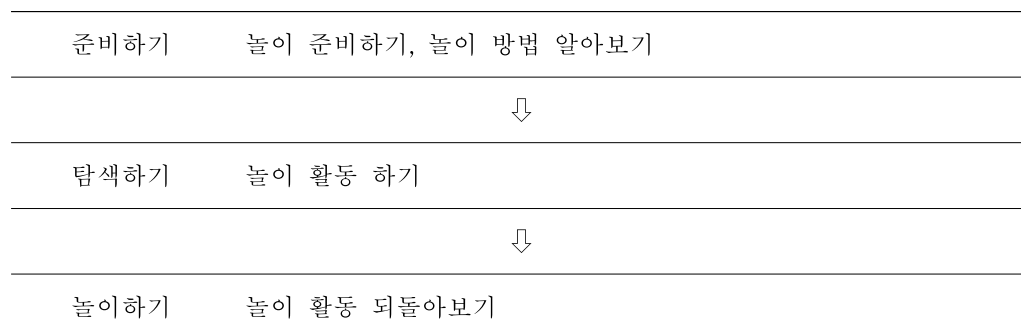 준비하기 놀이 준비하기, 놀이 방법 알아보기
⇩
탐색하기 놀이 활동 하기
⇩
놀이하기 놀이 활동 되돌아보기